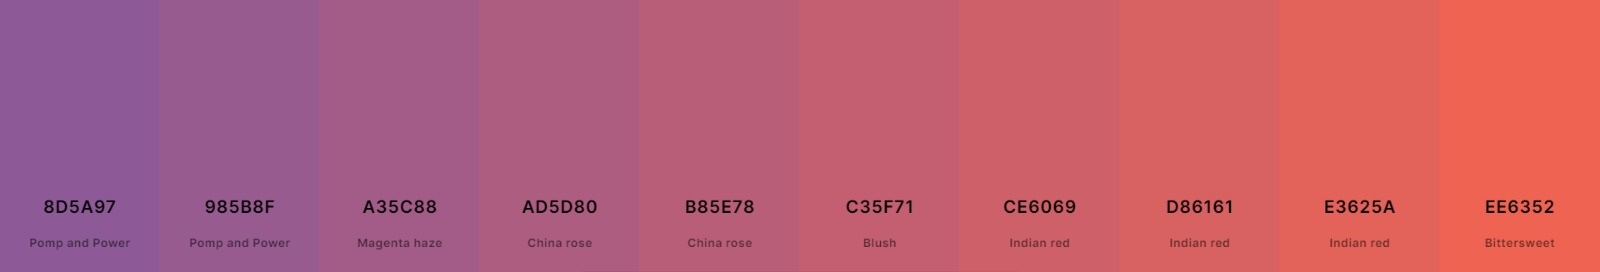 8D5A97 985B8F A35C88 AD5D80 B85E78 C35F71 CE6069 D86161 E3625A EE6352
Pomp and Power Pomp and Power Magenta haze China rose China rose Blush Indian red Indian red Indian red Bittersweet